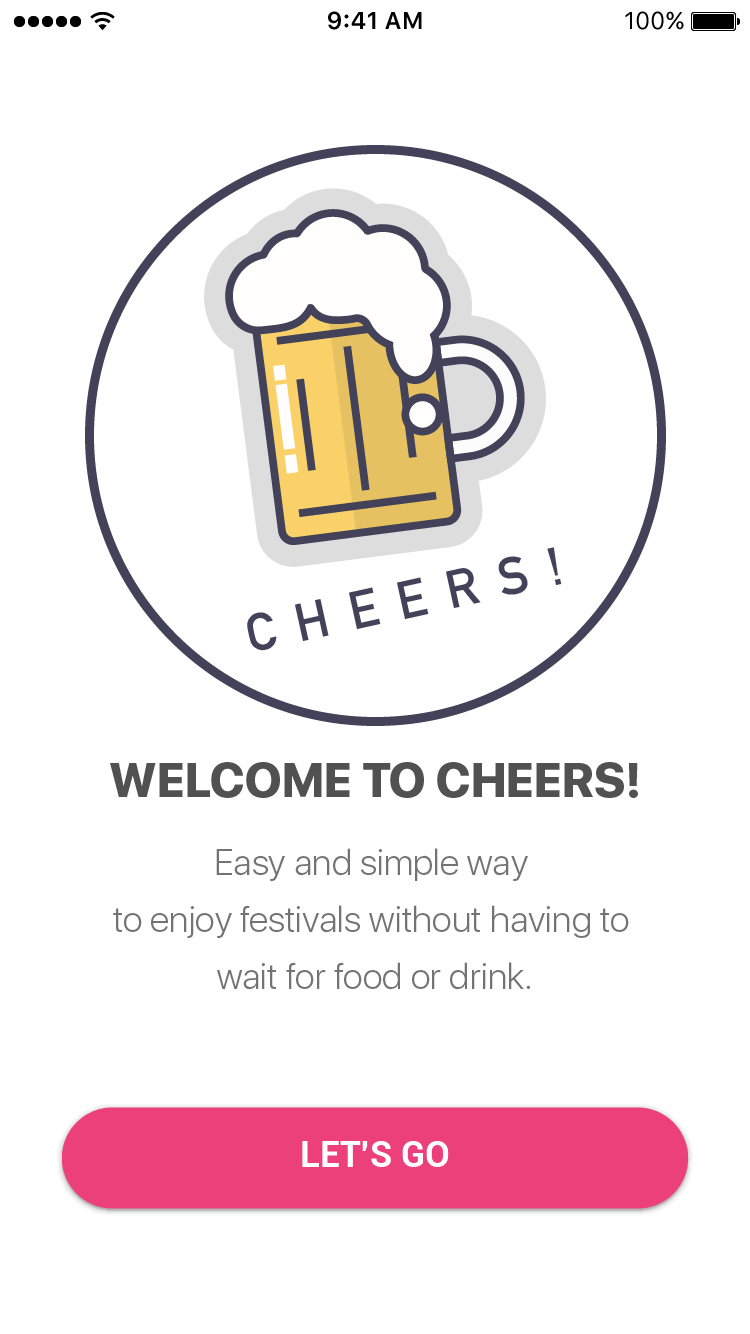 9:41 AM
100%
CHEERS!
WELCOME TO CHEERS!
Easy and simple way
to enjoy festivals without having to
wait for food or drink.
LET'S GO